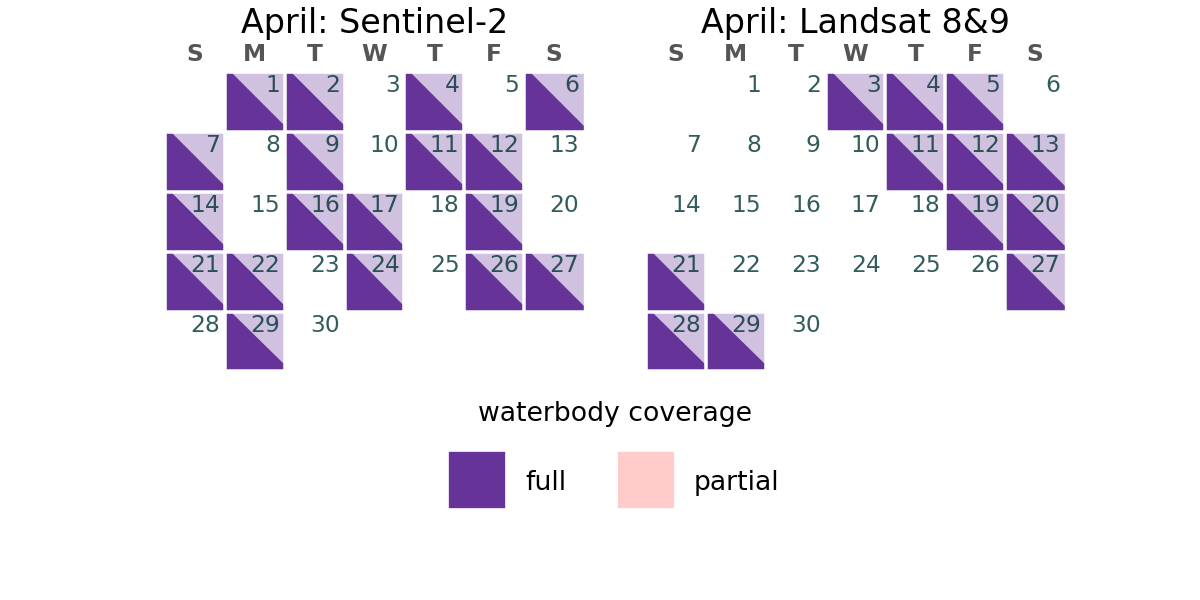 April: Sentinel-2
S M T W T F S
1 2 3 4 5 6
7 8 9 10 11 12 13
14 15 16 17 18 19 20
21 22 23 24 25 26 27
28 29 30
April: Landsat 8&9
S M T W T F S
1 2 3 4 5 6
7 8 9 10 11 12 13
14 15 16 17 18 19 20
21 22 23 24 25 26 27
28 29 30
waterbody coverage
full partial